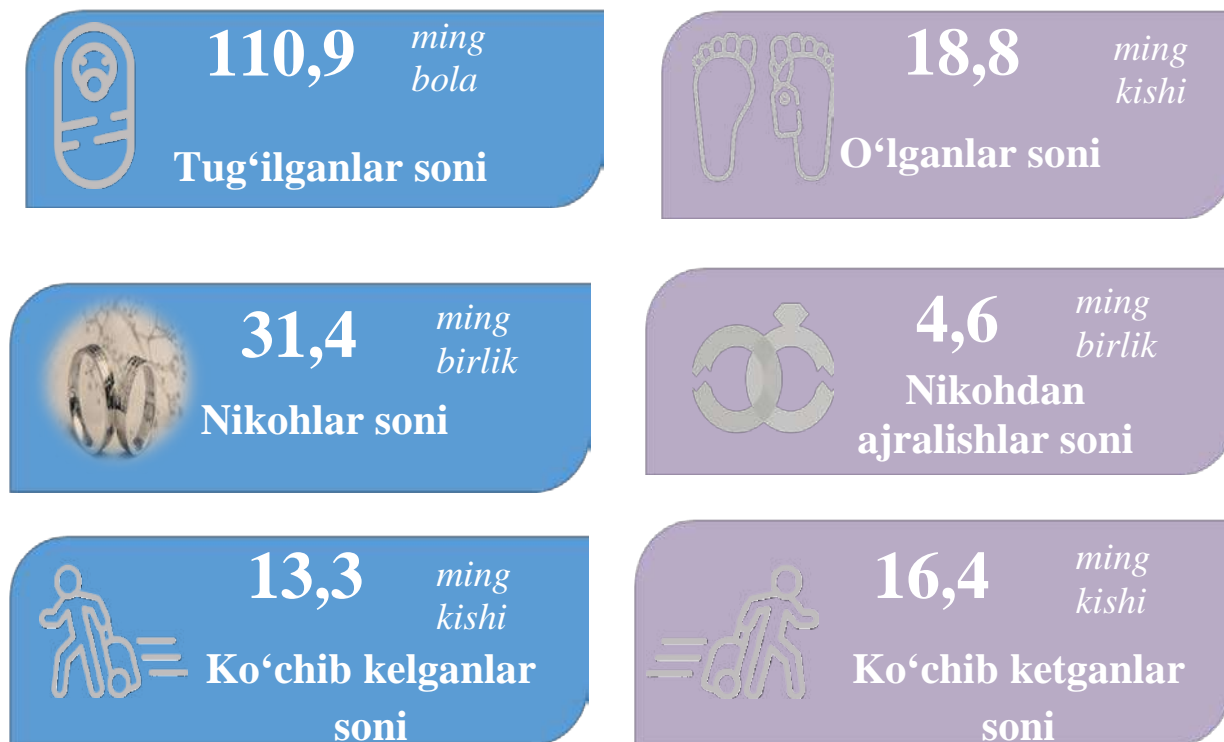 110,9
ming
bola
Tug‘ilganlar soni
18,8
ming
kishi
O‘lganlar soni
31,4
ming
birlik
Nikohlar soni
4,6
ming
birlik
Nikohdan
ajralishlar soni
13,3
ming
kishi
Ko‘chib kelganlar
soni
16,4
ming
kishi
Ko‘chib ketganlar
soni